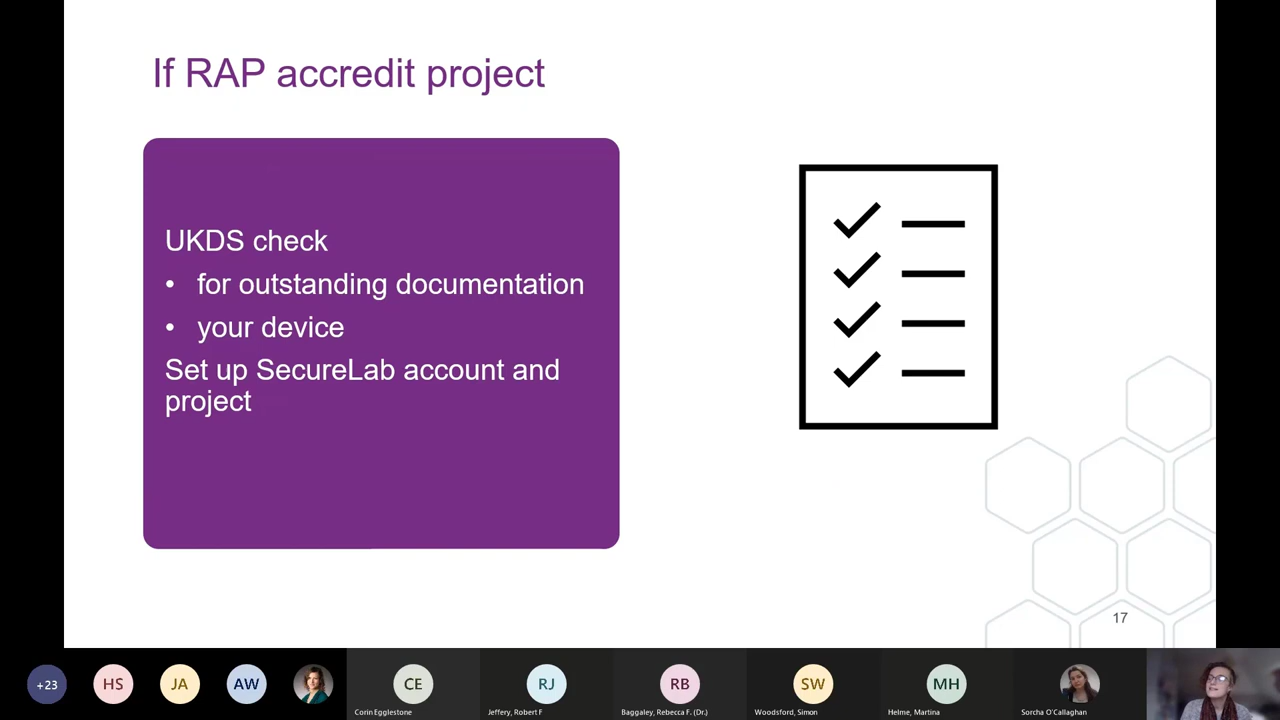 If RAP accredit project
UKDS check
• for outstanding documentation
• your device
Set up SecureLab account and
project
17
+23
HS
JA
AW
CE
RJ
RB
SW
MH
Corin Egglestone
Jeffery, Robert F
Baggaley, Rebecca F. (Dr.)
Woodsford, Simon
Helme, Martina
Sorcha O'Callaghan